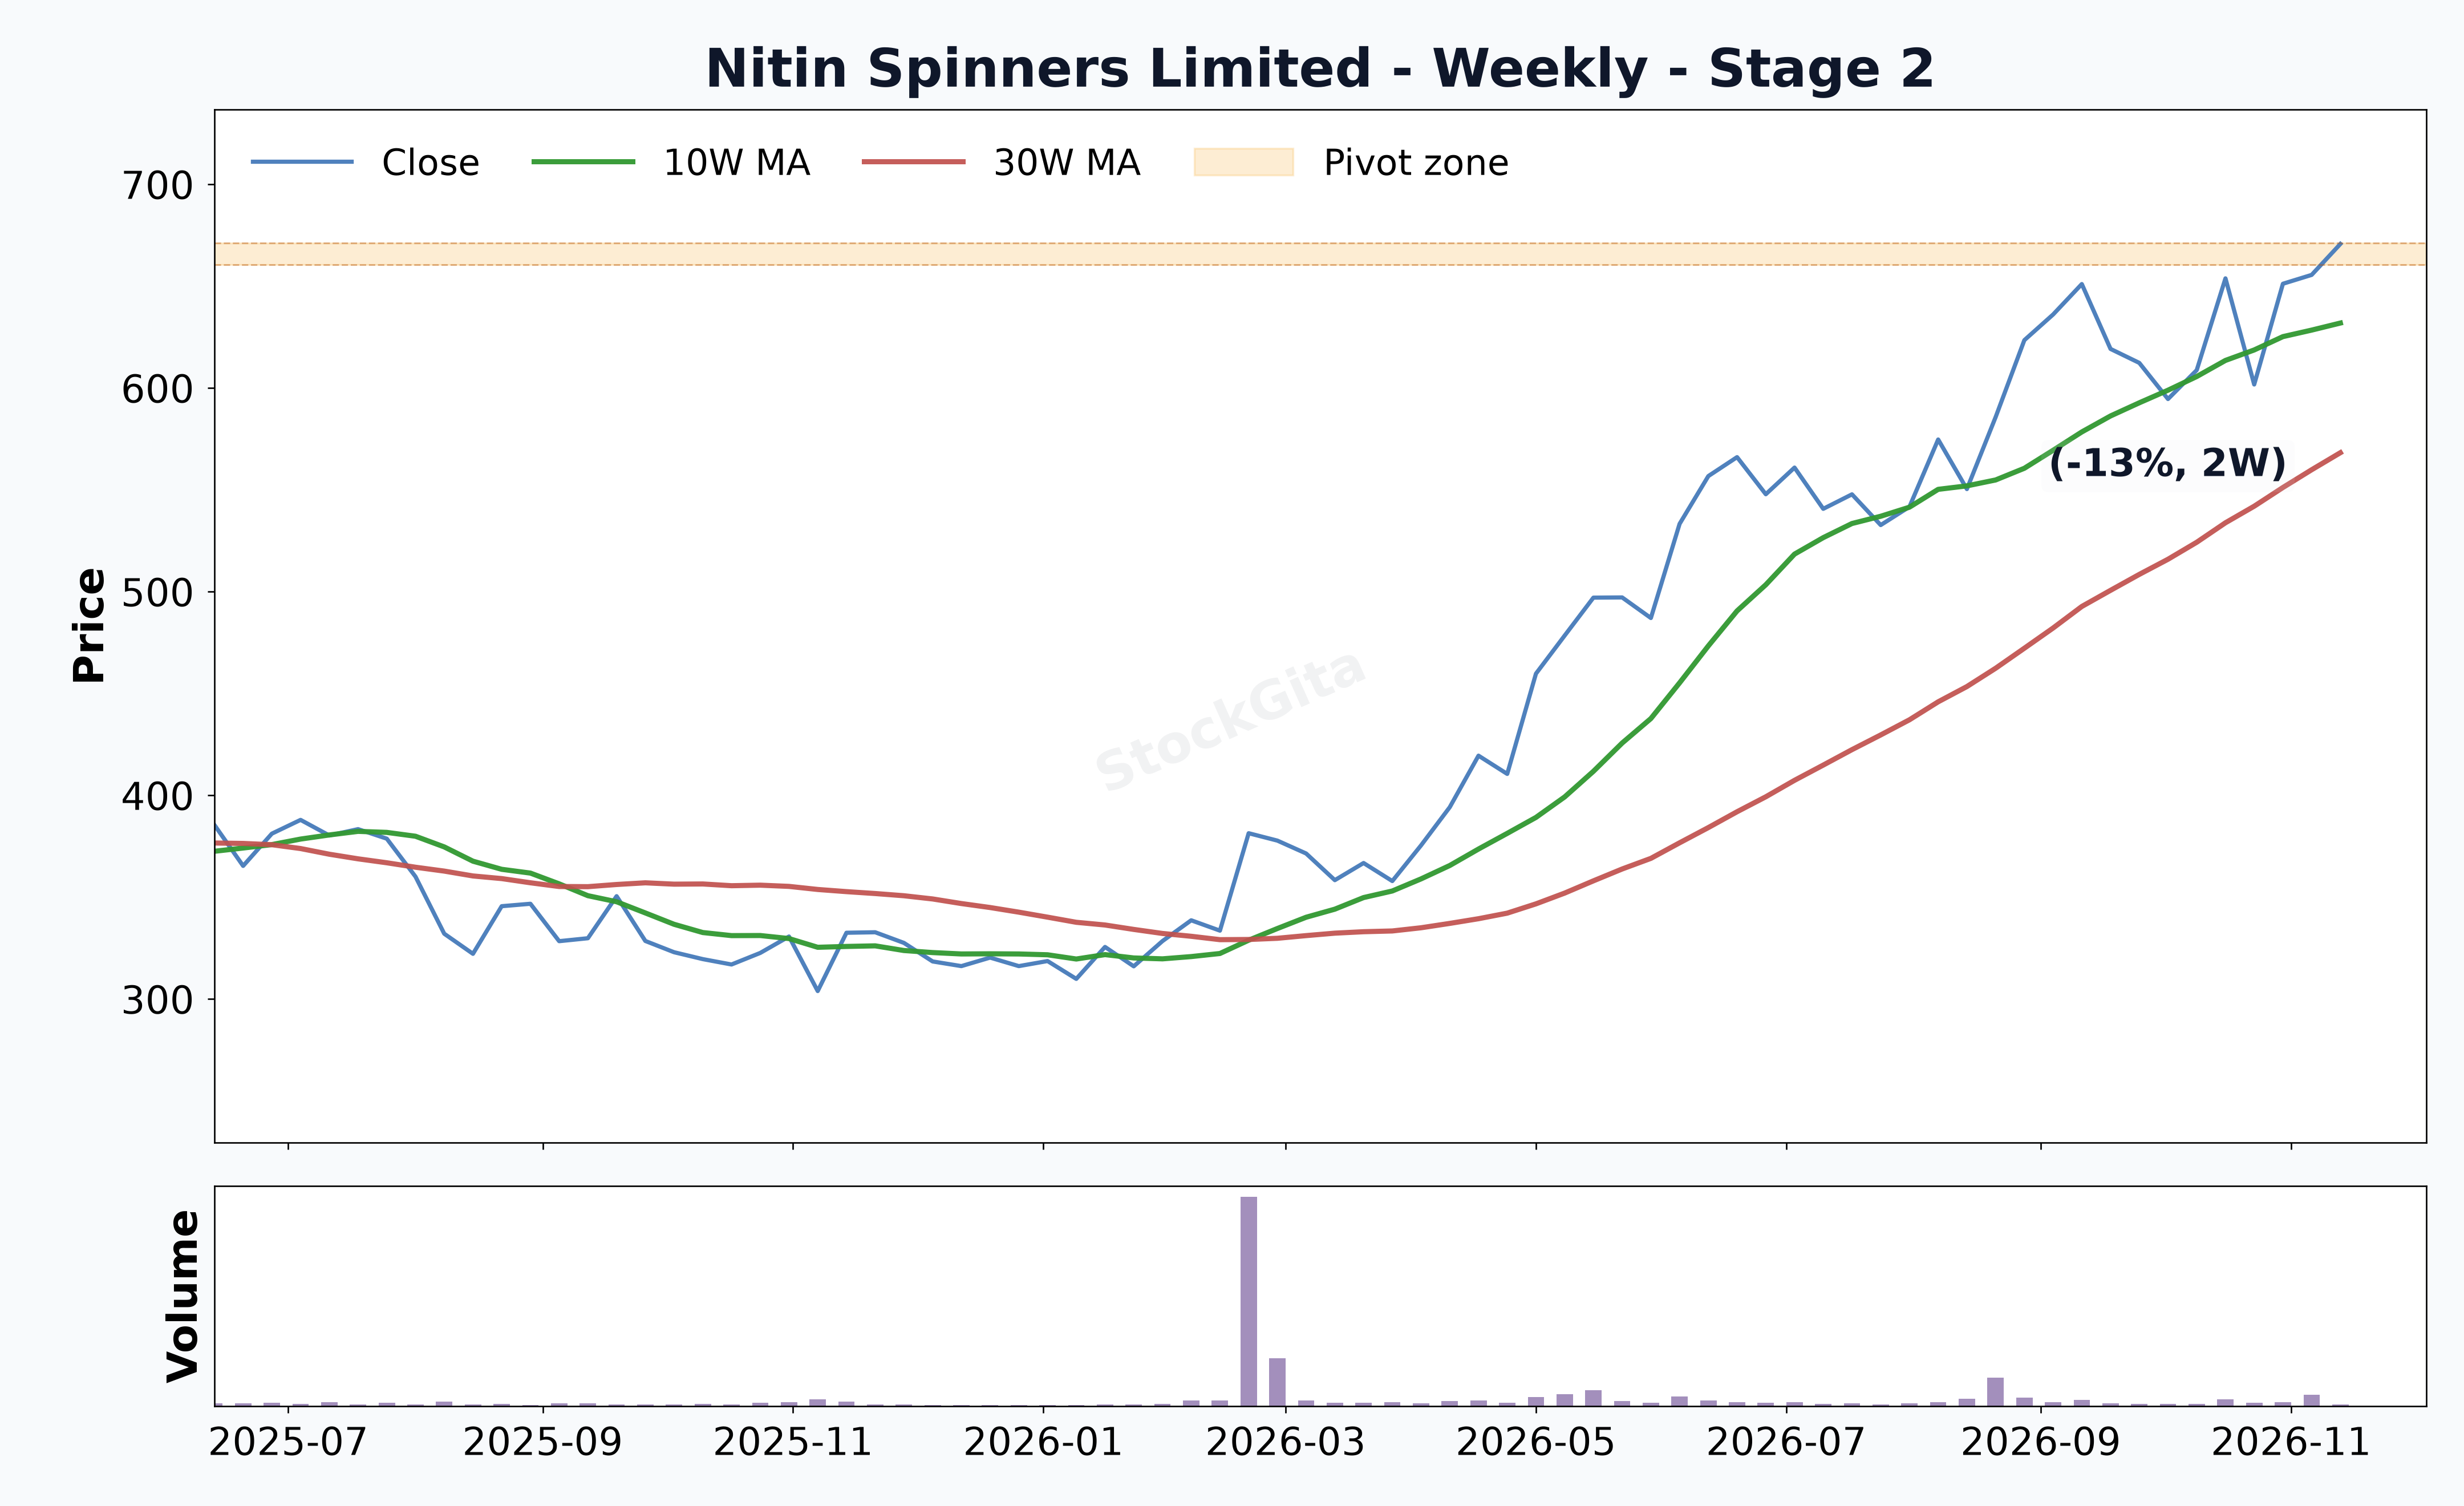 Nitin Spinners Limited - Weekly - Stage 2
Close 10W MA 30W MA Pivot zone
700
600
500
400
300
Price
(-13%, 2W)
StockGita
Volume
2025-07 2025-09 2025-11 2026-01 2026-03 2026-05 2026-07 2026-09 2026-11